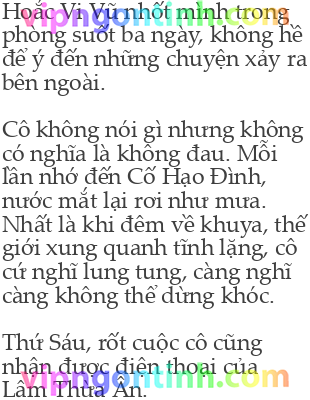 Hoắc Vi Vũ nhốt mình trong
vipngontinh.com
phòng suốt ba ngày, không hề
để ý đến những chuyện xảy ra
bên ngoài.
Cô không nói gì nhưng không
có nghĩa là không đau. Mỗi
lần nhớ đến Cố Hạo Đình,
nước mắt lại rơi như mưa.
Nhất là khi đêm về khuya, thế
giới xung quanh tĩnh lặng, cô
cứ nghĩ lung tung, càng nghĩ
càng không thể dừng khóc.
Thứ Sáu, rốt cuộc cô cũng
nhận được điện thoại của
vipngontinh.com
Lâm Thừa Ân.